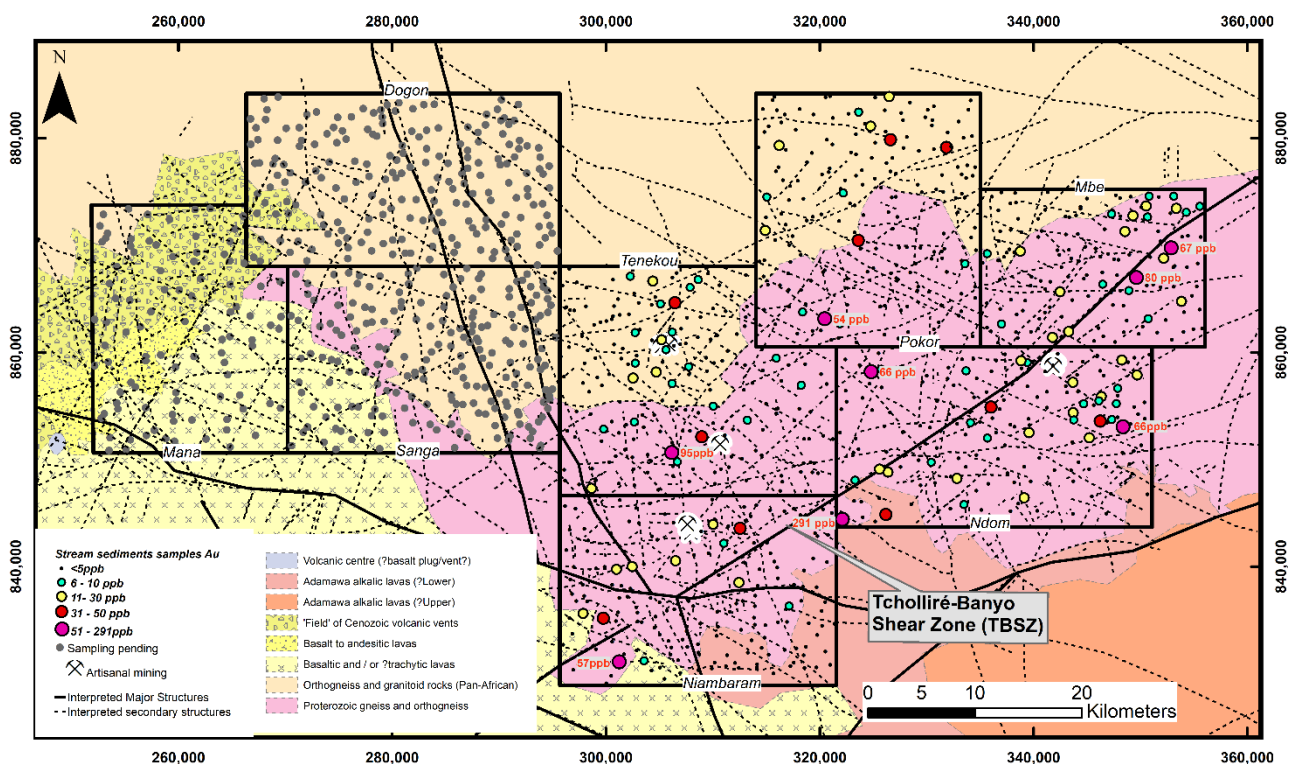 260,000
280,000
300,000
320,000
340,000
360,000
N
880,000
880,000
Dogon
Mbe
67 ppb
80 ppb
Tenekou
54 ppb
860,000
860,000
Pokor
66 ppb
66ppb
Mana
Sanga
95ppb
291 ppb
Ndom
840,000
840,000
Tcholliré-Banyo
Shear Zone (TBSZ)
57ppb
Niambaram
0 5 10 20
Kilometers
Stream sediments samples Au
<5ppb
6 - 10 ppb
11- 30 ppb
31 - 50 ppb
51 - 291ppb
Sampling pending
Artisanal mining
Interpreted Major Structures
Interpreted secondary structures
Volcanic centre (?basalt plug/vent?)
Adamawa alkalic lavas (?Lower)
Adamawa alkalic lavas (?Upper)
'Field' of Cenozoic volcanic vents
Basalt to andesitic lavas
Basaltic and / or ?trachytic lavas
Orthogneiss and granitoid rocks (Pan-African)
Proterozoic gneiss and orthogneiss
260,000
280,000
300,000
320,000
340,000
360,000